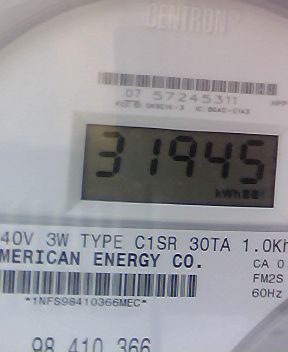 CENTRON®
07 57245311
31945
kWh
40V 3W TYPE C1SR 30TA 1.0Kh
MERICAN ENERGY CO.
CA 0
FM2S
60Hz
*1NFS98410366MEC*
98 410 366